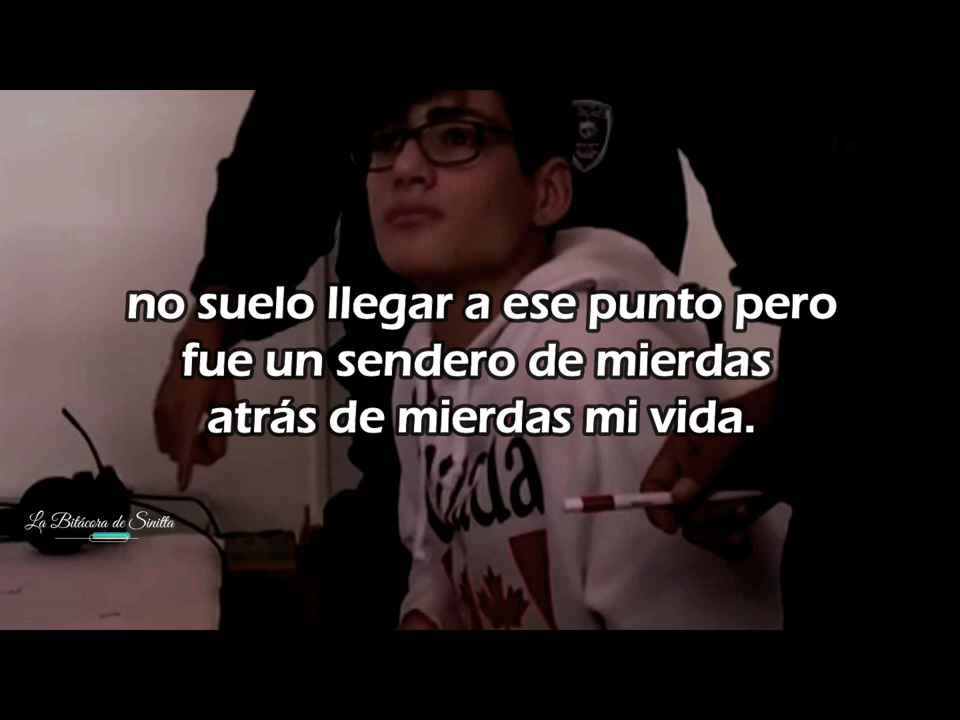 no suelo llegar a ese punto pero
fue un sendero de mierdas
atrás de mierdas mi vida.
La Bitácora de Sinitta